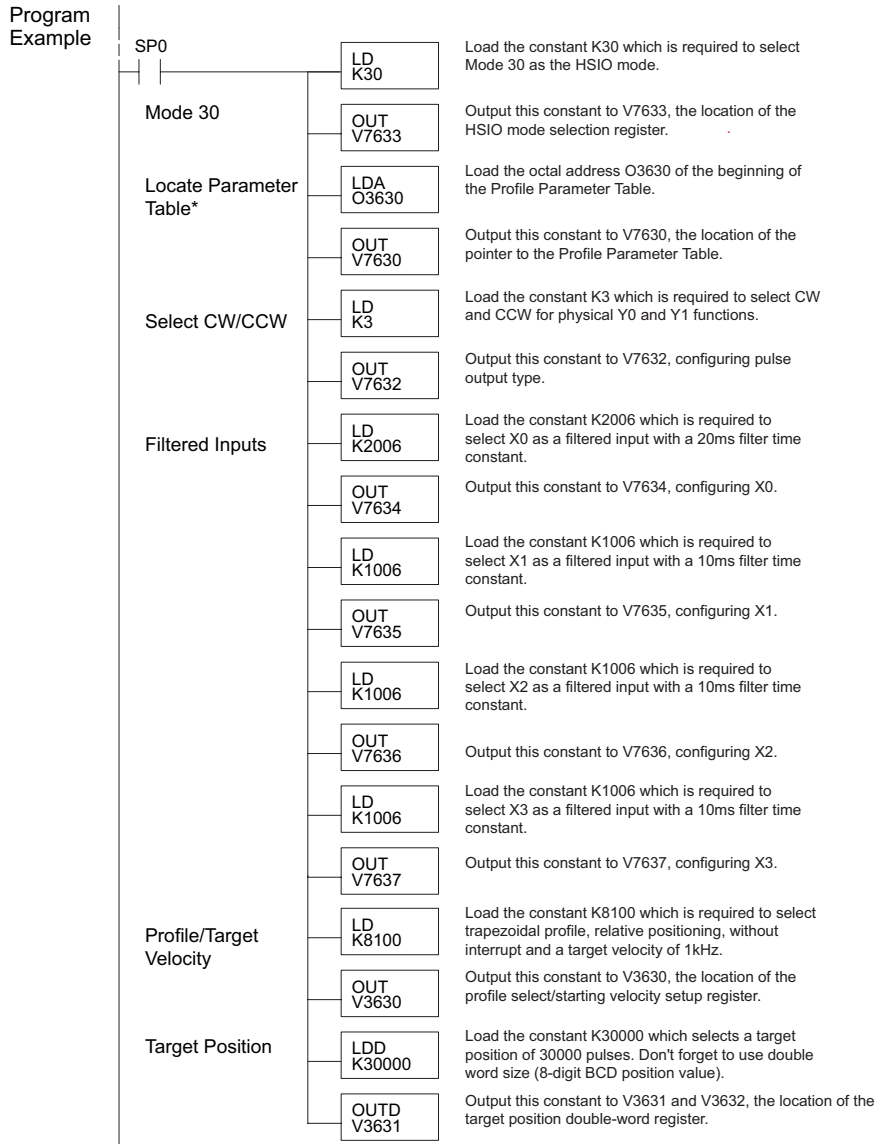 Program
Example
SP0
LD
K30
Load the constant K30 which is required to select
Mode 30 as the HSIO mode.
Mode 30
OUT
V7633
Output this constant to V7633, the location of the
HSIO mode selection register.
Locate Parameter
Table*
LDA
O3630
Load the octal address O3630 of the beginning of
the Profile Parameter Table.
OUT
V7630
Output this constant to V7630, the location of the
pointer to the Profile Parameter Table.
Select CW/CCW
LD
K3
Load the constant K3 which is required to select CW
and CCW for physical Y0 and Y1 functions.
OUT
V7632
Output this constant to V7632, configuring pulse
output type.
Filtered Inputs
LD
K2006
Load the constant K2006 which is required to
select X0 as a filtered input with a 20ms filter time
constant.
OUT
V7634
Output this constant to V7634, configuring X0.
LD
K1006
Load the constant K1006 which is required to
select X1 as a filtered input with a 10ms filter time
constant.
OUT
V7635
Output this constant to V7635, configuring X1.
LD
K1006
Load the constant K1006 which is required to
select X2 as a filtered input with a 10ms filter time
constant.
OUT
V7636
Output this constant to V7636, configuring X2.
LD
K1006
Load the constant K1006 which is required to
select X3 as a filtered input with a 10ms filter time
constant.
OUT
V7637
Output this constant to V7637, configuring X3.
Profile/Target
Velocity
LD
K8100
Load the constant K8100 which is required to select
trapezoidal profile, relative positioning, without
interrupt and a target velocity of 1kHz.
OUT
V3630
Output this constant to V3630, the location of the
profile select/starting velocity setup register.
Target Position
LDD
K30000
Load the constant K30000 which selects a target
position of 30000 pulses. Don't forget to use double
word size (8-digit BCD position value).
OUTD
V3631
Output this constant to V3631 and V3632, the location of the
target position double-word register.